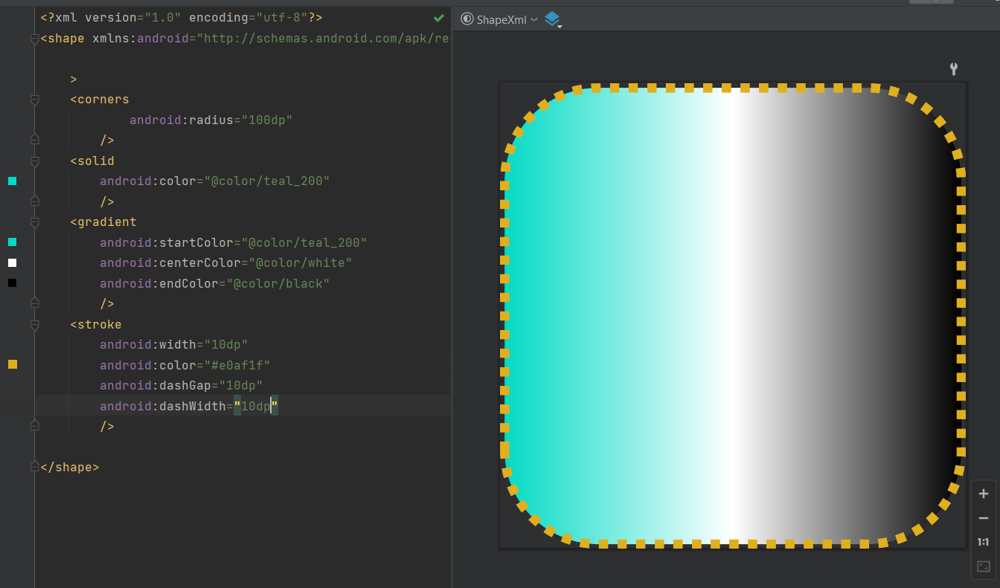 <?xml version="1.0" encoding="utf-8"?>
<shape xmlns:android="http://schemas.android.com/apk/re
>
<corners
android:radius="100dp"
/>
<solid
android:color="@color/teal_200"
/>
<gradient
android:startColor="@color/teal_200"
android:centerColor="@color/white"
android:endColor="@color/black"
/>
<stroke
android:width="10dp"
android:color="#e0af1f"
android:dashGap="10dp"
android:dashWidth="10dp"
/>
</shape>
ShapeXml
1:1